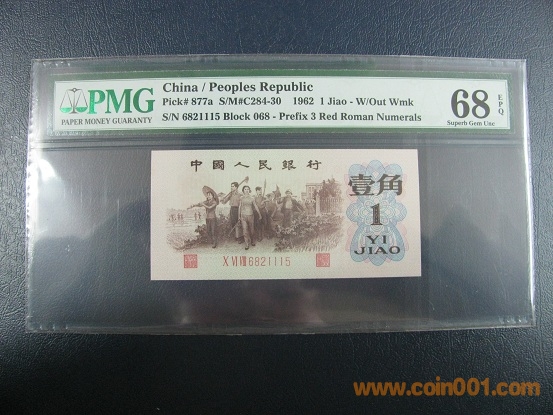 PMG
PAPER MONEY GUARANTY
China / Peoples Republic
Pick# 877a S/M#C284-30 1962 1 Jiao - W/Out Wmk
S/N 6821115 Block 068 - Prefix 3 Red Roman Numerals
68 EPQ
Superb Gem Unc
中國人民銀行
壹角
1
YI
JIAO
X VI VIII 6821115
www.coin001.com